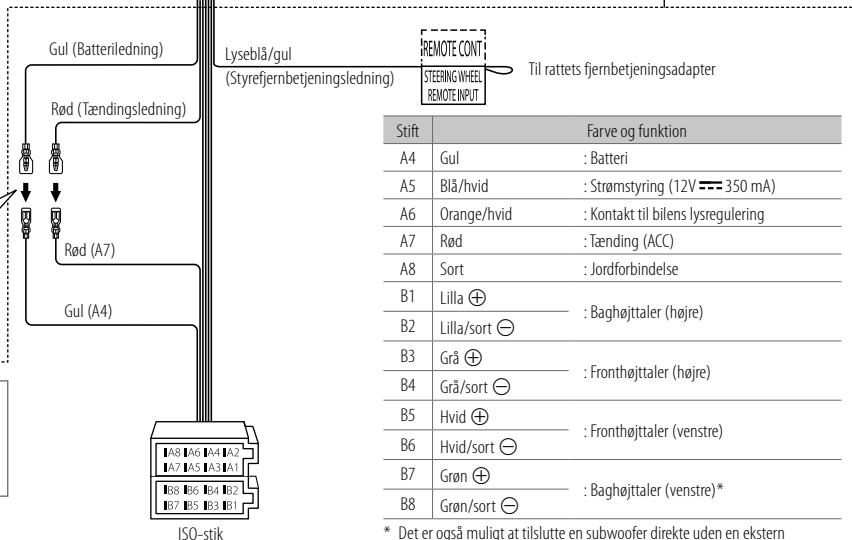 Gul (Batteriledning)
Lyseblå/gul
(Styrefjernbetjeningsledning)
REMOTE CONT
STEERING WHEEL
REMOTE INPUT
Til rattets fjernbetjeningsadapter
Rød (Tændingsledning)
Rød (A7)
Gul (A4)
A8 A6 A4 A2
A7 A5 A3 A1
B8 B6 B4 B2
B7 B5 B3 B1
ISO-stik
Stift Farve og funktion
A4 Gul : Batteri
A5 Blå/hvid : Strømstyring (12V ⎓ 350 mA)
A6 Orange/hvid : Kontakt til bilens lysregulering
A7 Rød : Tænding (ACC)
A8 Sort : Jordforbindelse
B1 Lilla ⊕
: Baghøjttaler (højre)
B2 Lilla/sort ⊖
B3 Grå ⊕
: Fronthøjttaler (højre)
B4 Grå/sort ⊖
B5 Hvid ⊕
: Fronthøjttaler (venstre)
B6 Hvid/sort ⊖
B7 Grøn ⊕
: Baghøjttaler (venstre)*
B8 Grøn/sort ⊖
* Det er også muligt at tilslutte en subwoofer direkte uden en ekstern